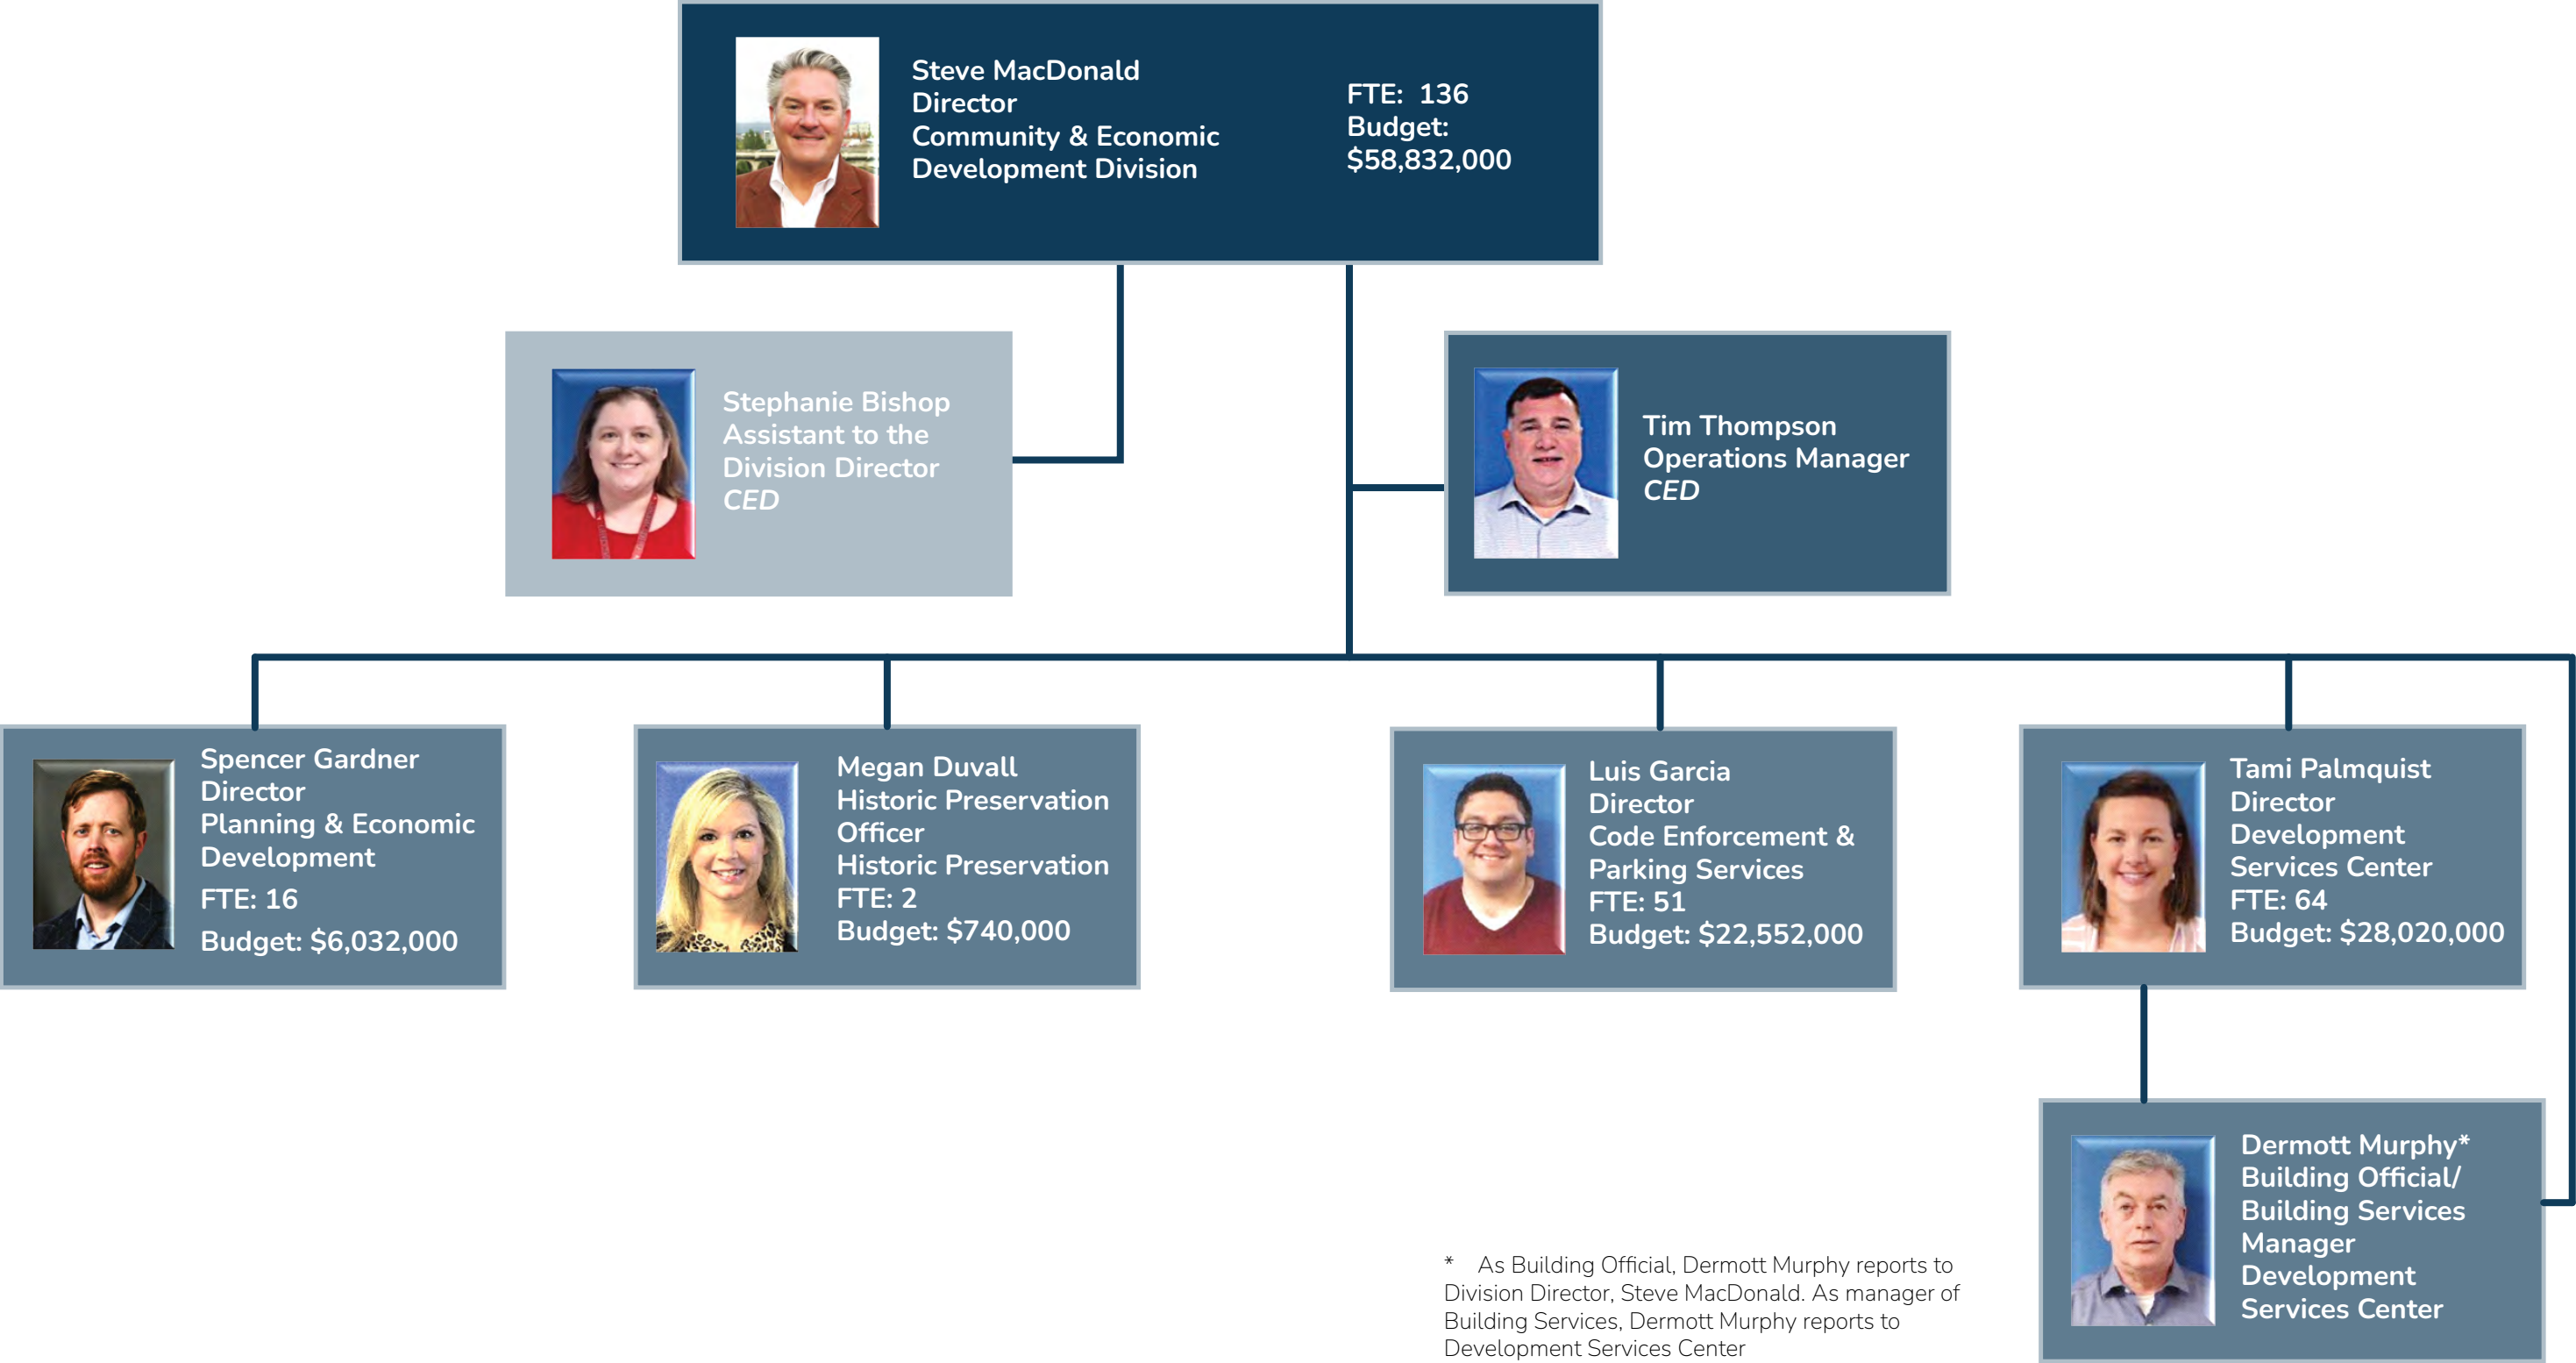 Steve MacDonald
Director
Community & Economic
Development Division
FTE:  136
Budget:
$58,832,000
Stephanie Bishop
Assistant to the
Division Director
CED
Tim Thompson
Operations Manager
CED
Spencer Gardner
Director
Planning & Economic
Development
FTE: 16
Budget: $6,032,000
Megan Duvall
Historic Preservation
Officer
Historic Preservation
FTE: 2
Budget: $740,000
Luis Garcia
Director
Code Enforcement &
Parking Services
FTE: 51
Budget: $22,552,000
Tami Palmquist
Director
Development
Services Center
FTE: 64
Budget: $28,020,000
Dermott Murphy*
Building Official/
Building Services
Manager
Development
Services Center
* As Building Official, Dermott Murphy reports to
Division Director, Steve MacDonald. As manager of
Building Services, Dermott Murphy reports to
Development Services Center